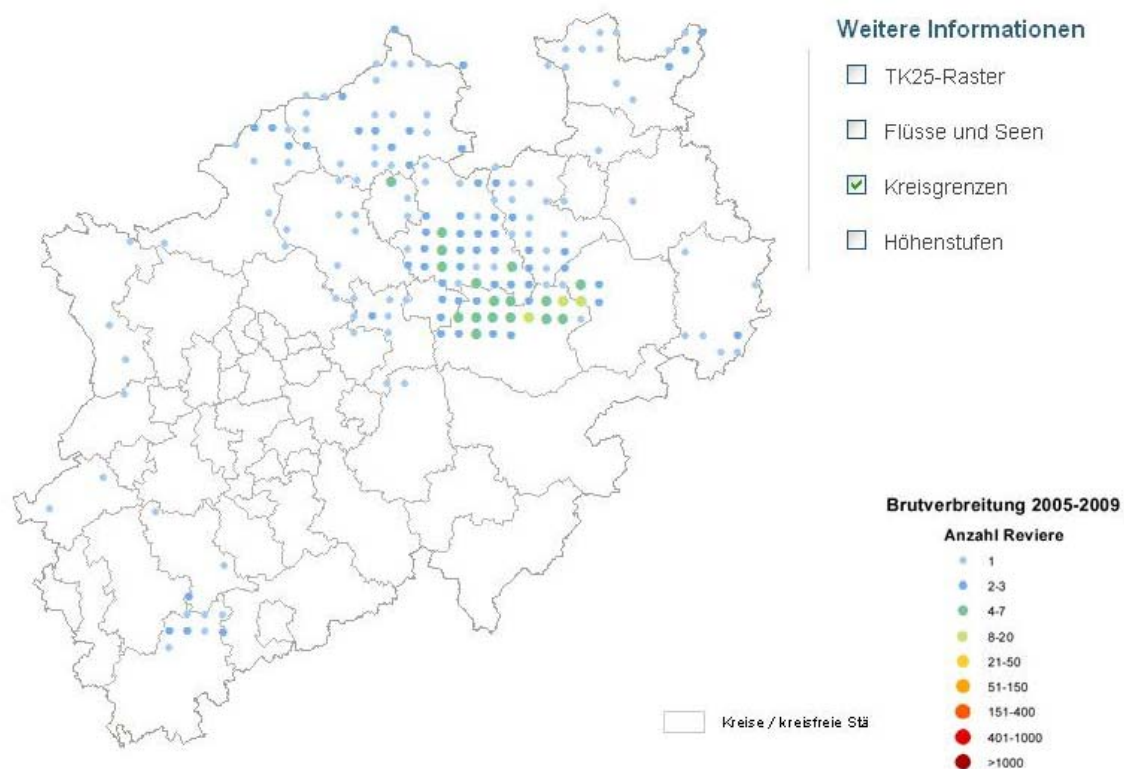 Weitere Informationen
TK25-Raster
Flüsse und Seen
Kreisgrenzen
Höhenstufen
Brutverbreitung 2005-2009
Anzahl Reviere
1
2-3
4-7
8-20
21-50
51-150
151-400
401-1000
>1000
Kreise / kreisfreie Stä